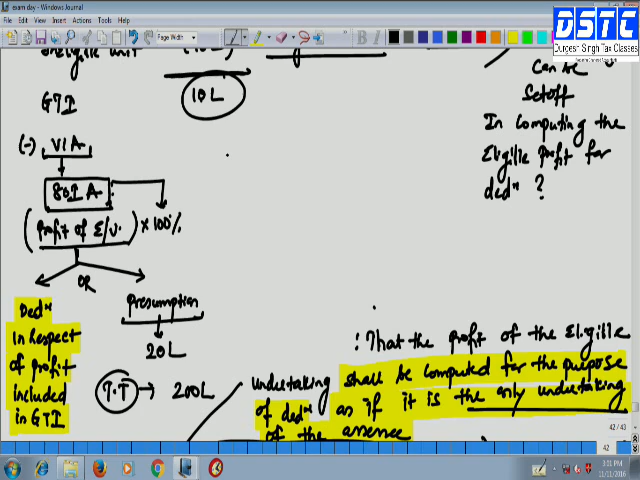 exam day - Windows Journal
File Edit View Insert Actions Tools Help
Page Width
DSTC
Durgesh Singh Tax Classes
unit
10L
GTI
(-) VIA
80I A
(Profit of E/U.) × 100%
OR
Dedn
in Respect
of profit
included
in GTI
Presumption
20L
T.T → 200L
can be
Setoff
In computing the
Eligible Profit for
dedn ?
: That the profit of the Eligible
undertaking shall be computed for the purpose
of dedn as if it is the only undertaking
of the assessee
42 / 43
42
3:01 PM
11/11/2016